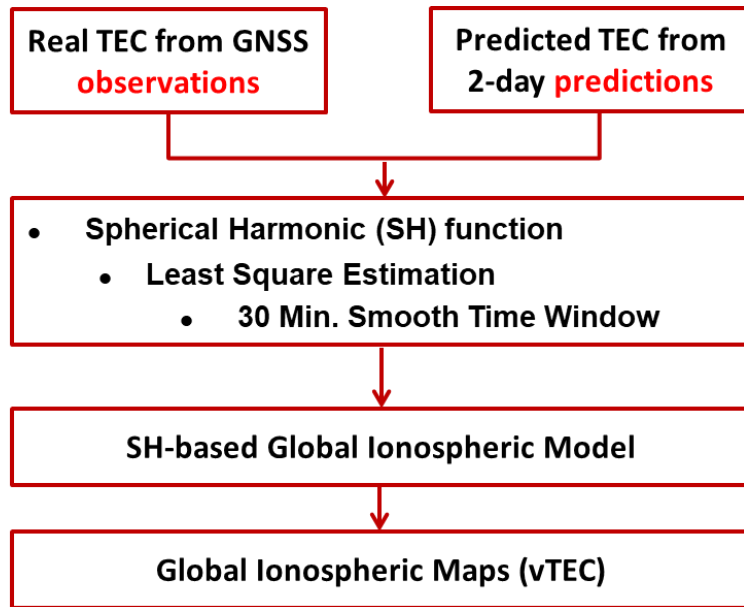 Real TEC from GNSS
observations
Predicted TEC from
2-day predictions
• Spherical Harmonic (SH) function
• Least Square Estimation
• 30 Min. Smooth Time Window
SH-based Global Ionospheric Model
Global Ionospheric Maps (vTEC)